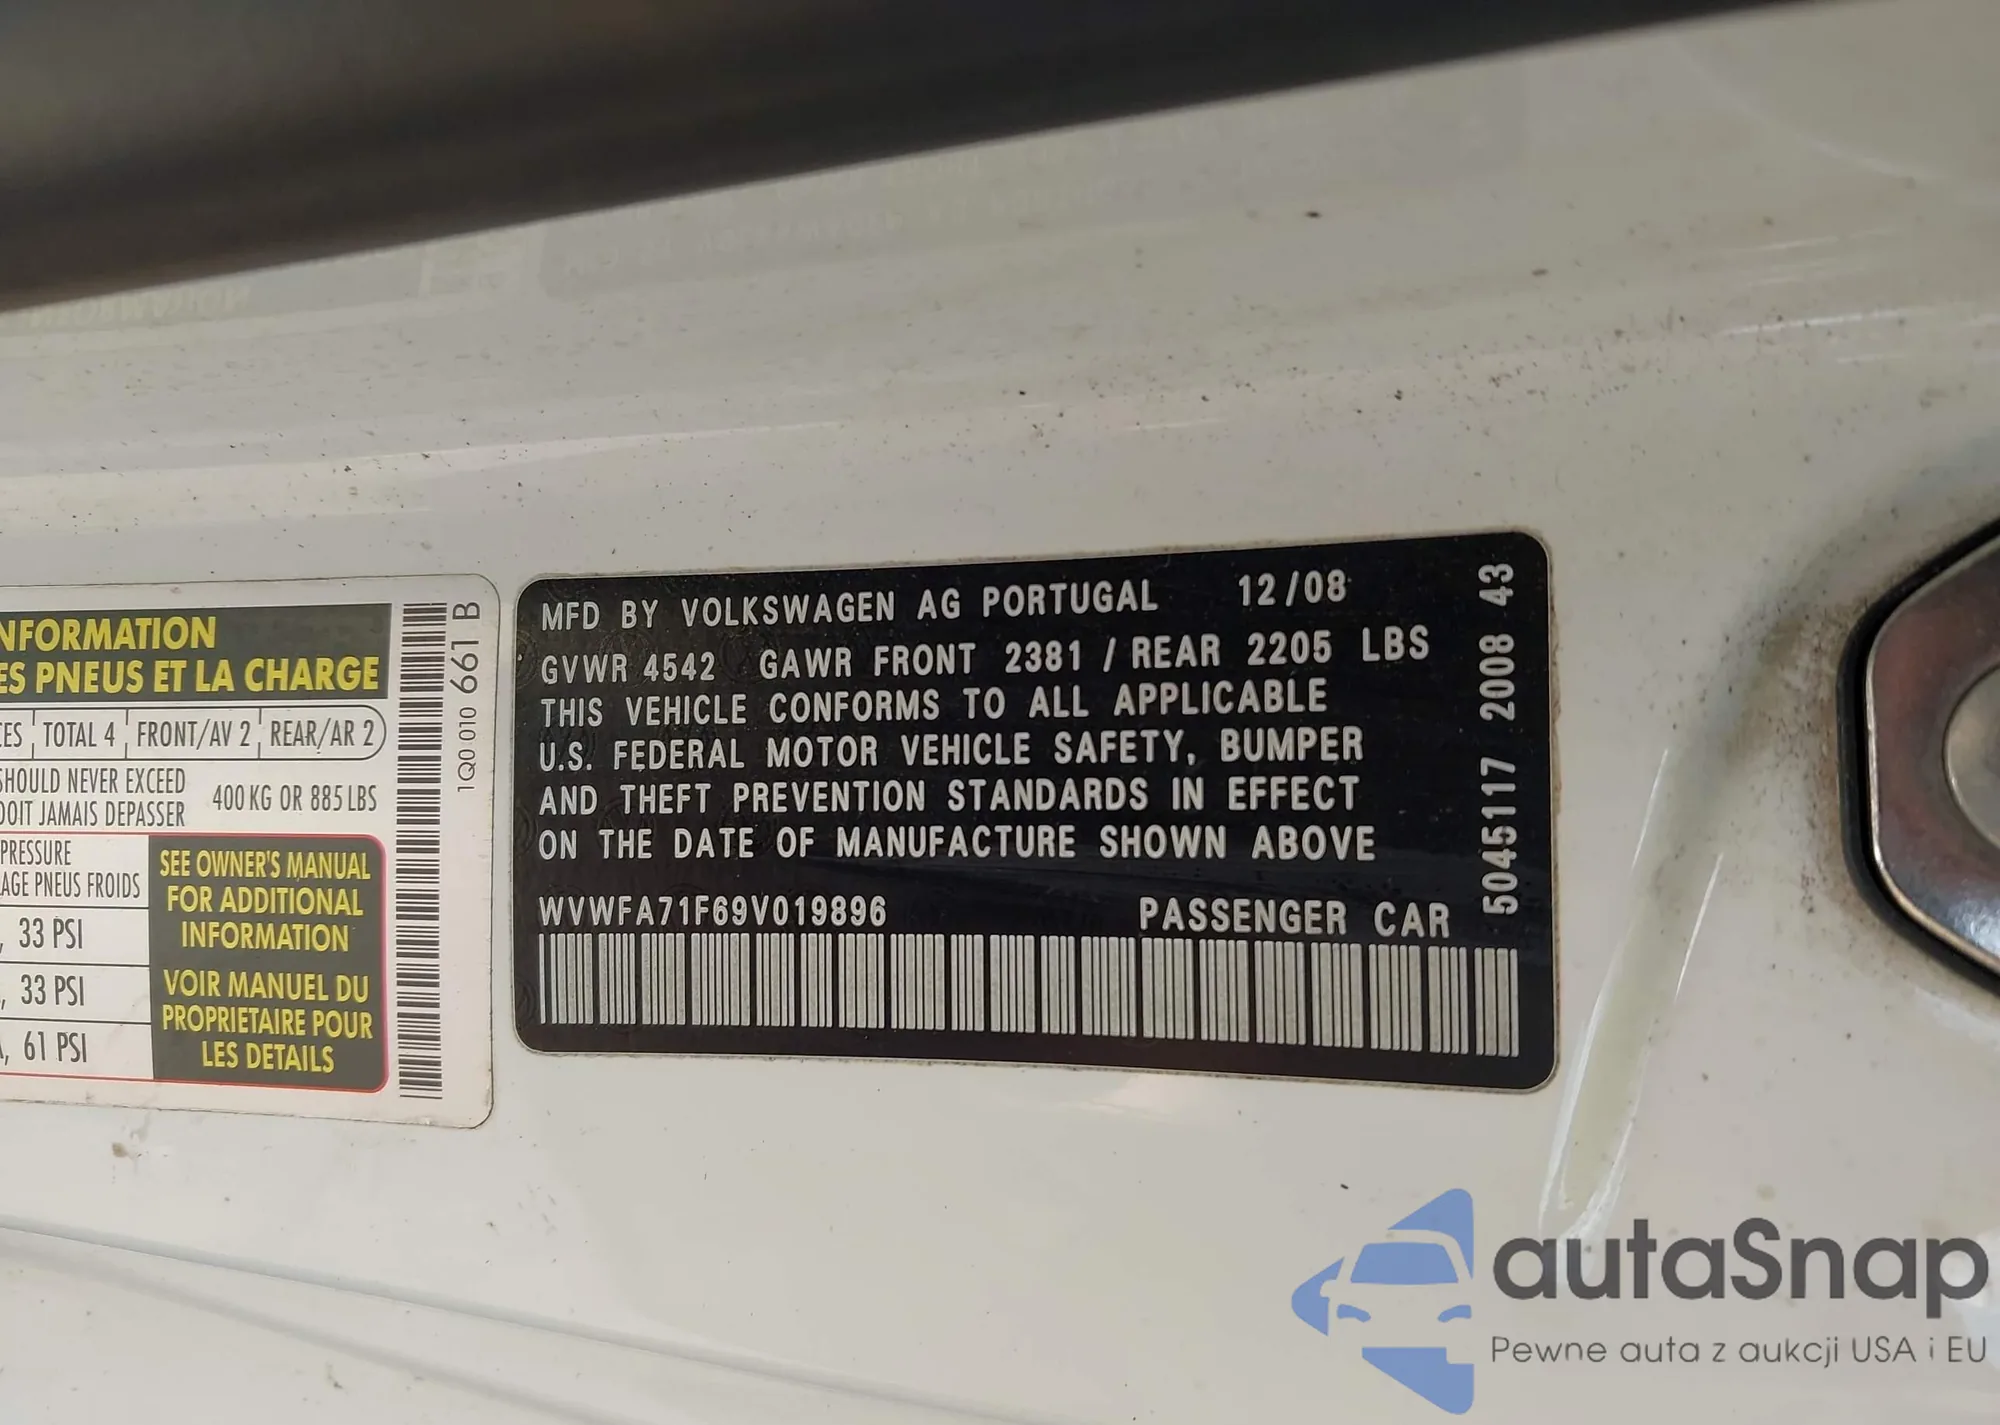 NFORMATION
ES PNEUS ET LA CHARGE
CES TOTAL 4 FRONT/AV 2 REAR/AR 2
SHOULD NEVER EXCEED
DOIT JAMAIS DEPASSER
400 KG OR 885 LBS
PRESSURE
AGE PNEUS FROIDS
, 33 PSI
, 33 PSI
, 61 PSI
SEE OWNER'S MANUAL
FOR ADDITIONAL
INFORMATION
VOIR MANUEL DU
PROPRIETAIRE POUR
LES DETAILS
1Q0 010 661 B
MFD BY VOLKSWAGEN AG PORTUGAL 12/08
GVWR 4542 GAWR FRONT 2381 / REAR 2205 LBS
THIS VEHICLE CONFORMS TO ALL APPLICABLE
U.S. FEDERAL MOTOR VEHICLE SAFETY, BUMPER
AND THEFT PREVENTION STANDARDS IN EFFECT
ON THE DATE OF MANUFACTURE SHOWN ABOVE
WVWFA71F69V019896 PASSENGER CAR
5045117 2008 43
autaSnap
Pewne auta z aukcji USA i EU